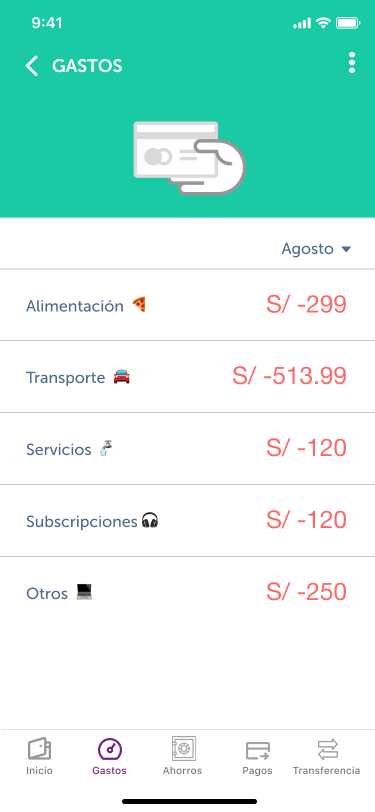 9:41
GASTOS
Agosto
Alimentación 🍕 S/ -299
Transporte 🚘 S/ -513.99
Servicios 🚰 S/ -120
Subscripciones 🎧 S/ -120
Otros 💻 S/ -250
Inicio Gastos Ahorros Pagos Transferencia